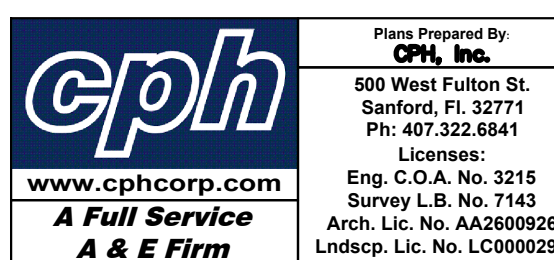 cph
www.cphcorp.com
A Full Service
A & E Firm
Plans Prepared By:
CPH, Inc.
500 West Fulton St.
Sanford, Fl. 32771
Ph: 407.322.6841
Licenses:
Eng. C.O.A. No. 3215
Survey L.B. No. 7143
Arch. Lic. No. AA2600926
Lndscp. Lic. No. LC000029